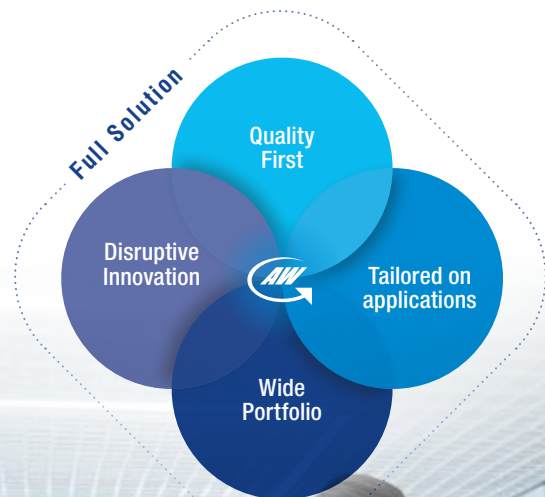 Full Solution
Quality
First
Disruptive
Innovation
AW
Tailored on
applications
Wide
Portfolio